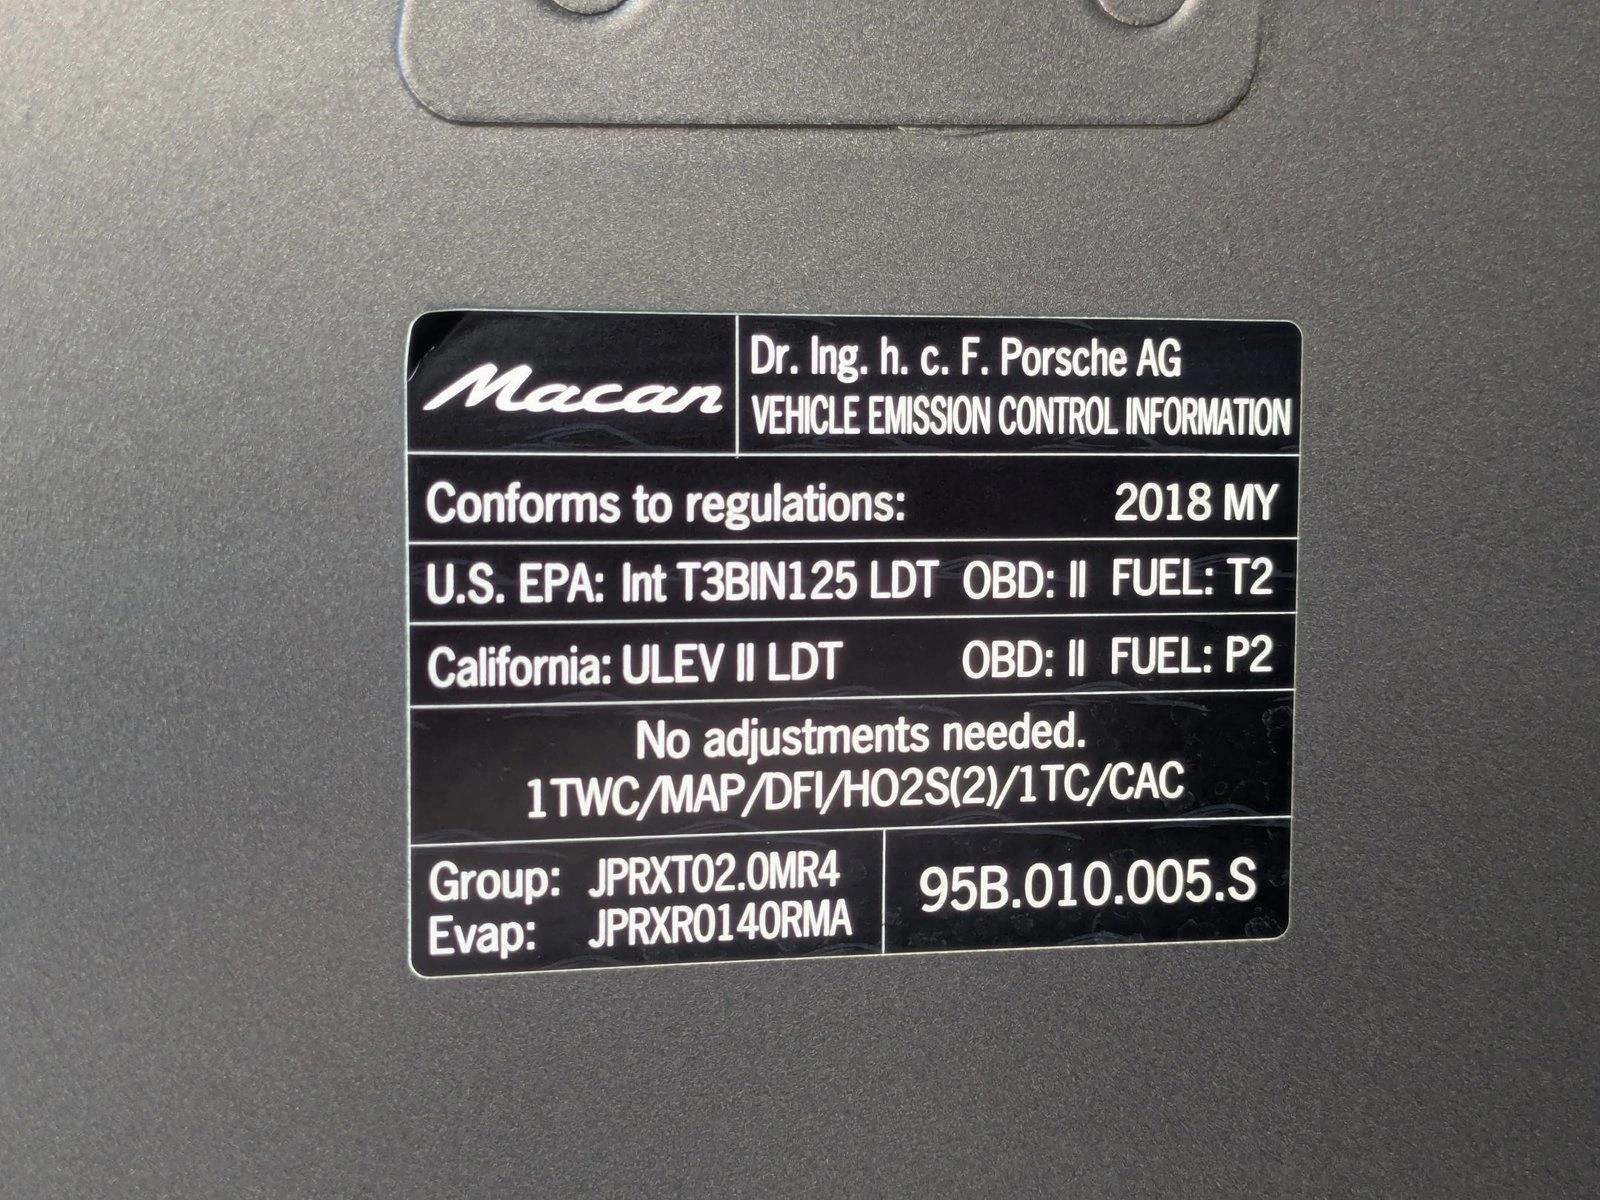 Macan
Dr. Ing. h. c. F. Porsche AG
VEHICLE EMISSION CONTROL INFORMATION
Conforms to regulations: 2018 MY
U.S. EPA: Int T3BIN125 LDT OBD: II FUEL: T2
California: ULEV II LDT OBD: II FUEL: P2
No adjustments needed.
1TWC/MAP/DFI/HO2S(2)/1TC/CAC
Group: JPRXT02.0MR4
Evap: JPRXR0140RMA
95B.010.005.S